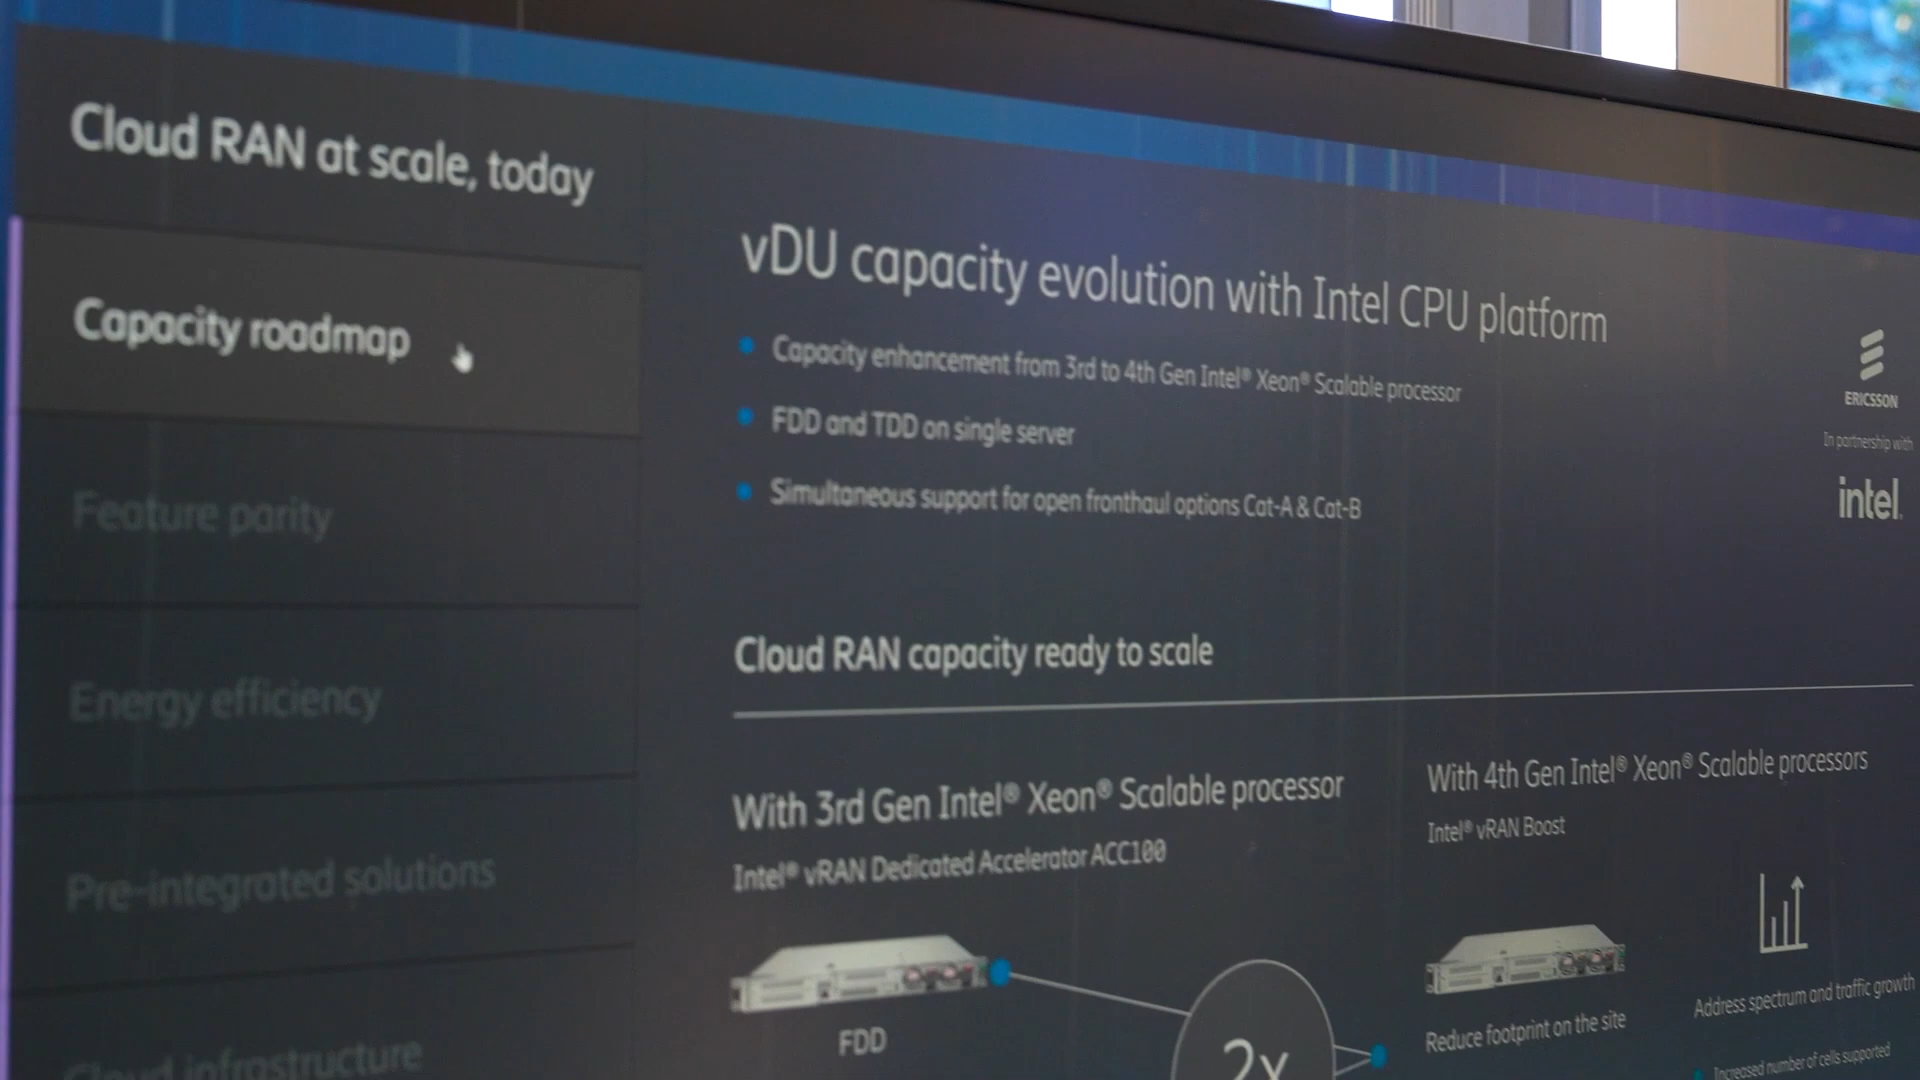 Cloud RAN at scale, today
Capacity roadmap
Feature parity
Energy efficiency
Pre-integrated solutions
Cloud infrastructure
vDU capacity evolution with Intel CPU platform
Capacity enhancement from 3rd to 4th Gen Intel® Xeon® Scalable processor
FDD and TDD on single server
Simultaneous support for open fronthaul options Cat-A & Cat-B
ERICSSON
In partnership with
intel.
Cloud RAN capacity ready to scale
With 3rd Gen Intel® Xeon® Scalable processor
Intel® vRAN Dedicated Accelerator ACC100
FDD
2x
With 4th Gen Intel® Xeon® Scalable processors
Intel® vRAN Boost
Reduce footprint on the site
Address spectrum and traffic growth
Increased number of cells supported